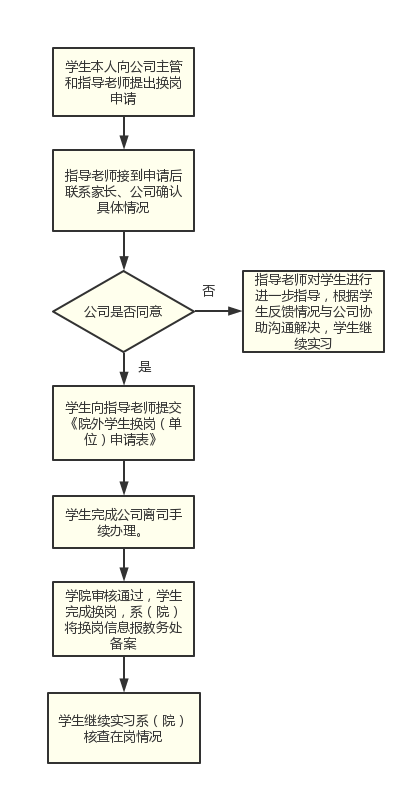 学生本人向公司主管
和指导老师提出换岗
申请
指导老师接到申请后
联系家长、公司确认
具体情况
公司是否同意
否
指导老师对学生进行
进一步指导，根据学
生反馈情况与公司协
助沟通解决，学生继
续实习
是
学生向指导老师提交
《院外学生换岗（单
位）申请表》
学生完成公司离司手
续办理。
学院审核通过，学生
完成换岗，系（院）
将换岗信息报教务处
备案
学生继续实习系（院）
核查在岗情况